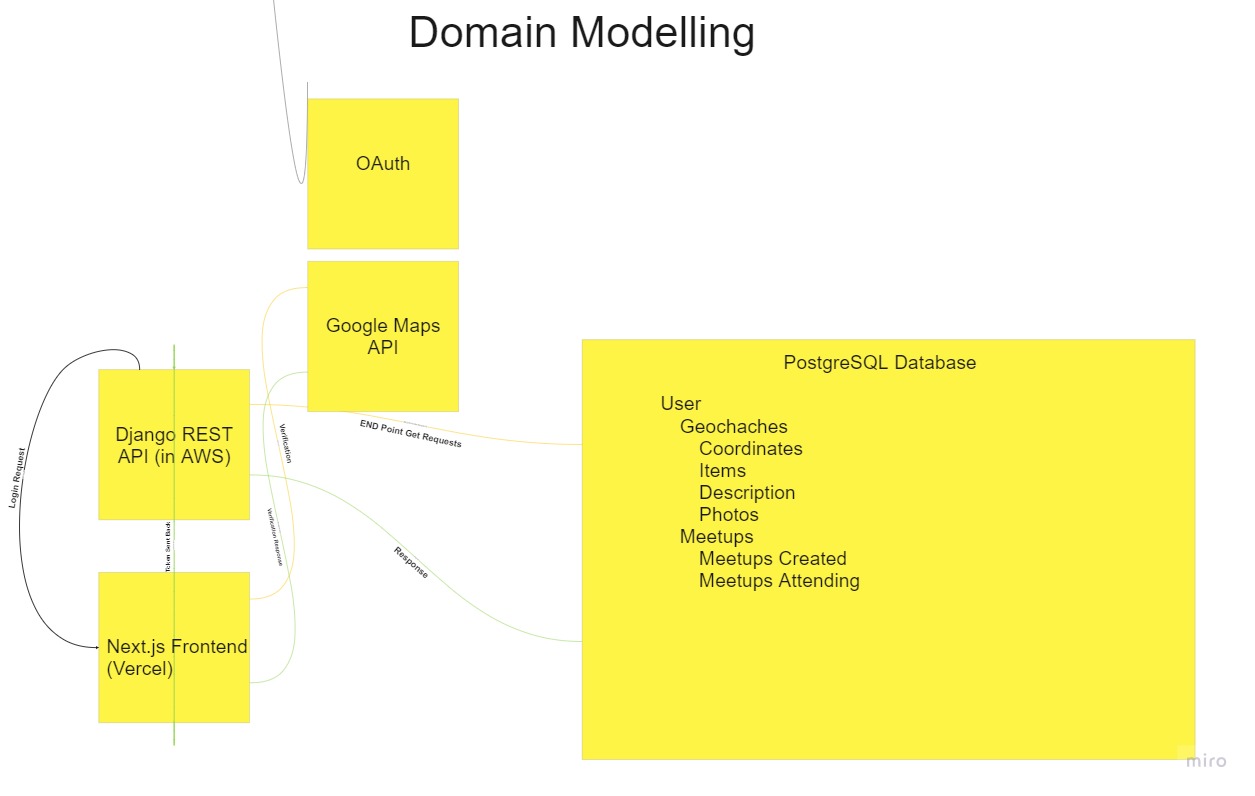 Domain Modelling
OAuth
Google Maps
API
Django REST
API (in AWS)
Next.js Frontend
(Vercel)
Login Request
Token Sent Back
Verification
Verification Response
END Point Get Requests
Response
PostgreSQL Database
User
Geochaches
Coordinates
Items
Description
Photos
Meetups
Meetups Created
Meetups Attending
miro